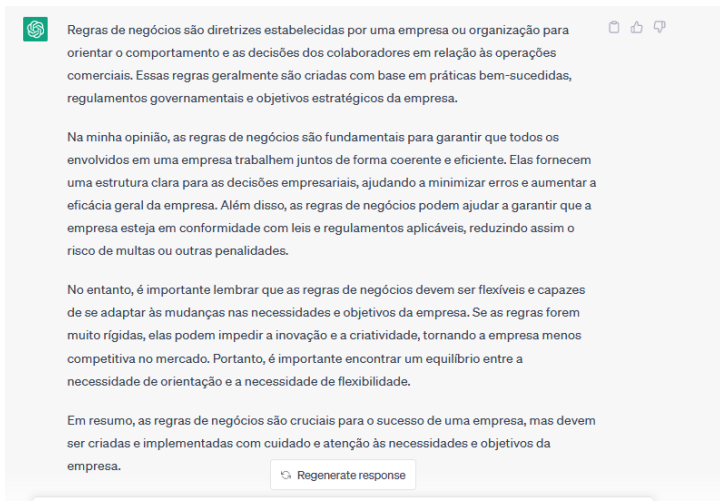 Regras de negócios são diretrizes estabelecidas por uma empresa ou organização para
orientar o comportamento e as decisões dos colaboradores em relação às operações
comerciais. Essas regras geralmente são criadas com base em práticas bem-sucedidas,
regulamentos governamentais e objetivos estratégicos da empresa.
Na minha opinião, as regras de negócios são fundamentais para garantir que todos os
envolvidos em uma empresa trabalhem juntos de forma coerente e eficiente. Elas fornecem
uma estrutura clara para as decisões empresariais, ajudando a minimizar erros e aumentar a
eficácia geral da empresa. Além disso, as regras de negócios podem ajudar a garantir que a
empresa esteja em conformidade com leis e regulamentos aplicáveis, reduzindo assim o
risco de multas ou outras penalidades.
No entanto, é importante lembrar que as regras de negócios devem ser flexíveis e capazes
de se adaptar às mudanças nas necessidades e objetivos da empresa. Se as regras forem
muito rígidas, elas podem impedir a inovação e a criatividade, tornando a empresa menos
competitiva no mercado. Portanto, é importante encontrar um equilíbrio entre a
necessidade de orientação e a necessidade de flexibilidade.
Em resumo, as regras de negócios são cruciais para o sucesso de uma empresa, mas devem
ser criadas e implementadas com cuidado e atenção às necessidades e objetivos da
empresa.
Regenerate response